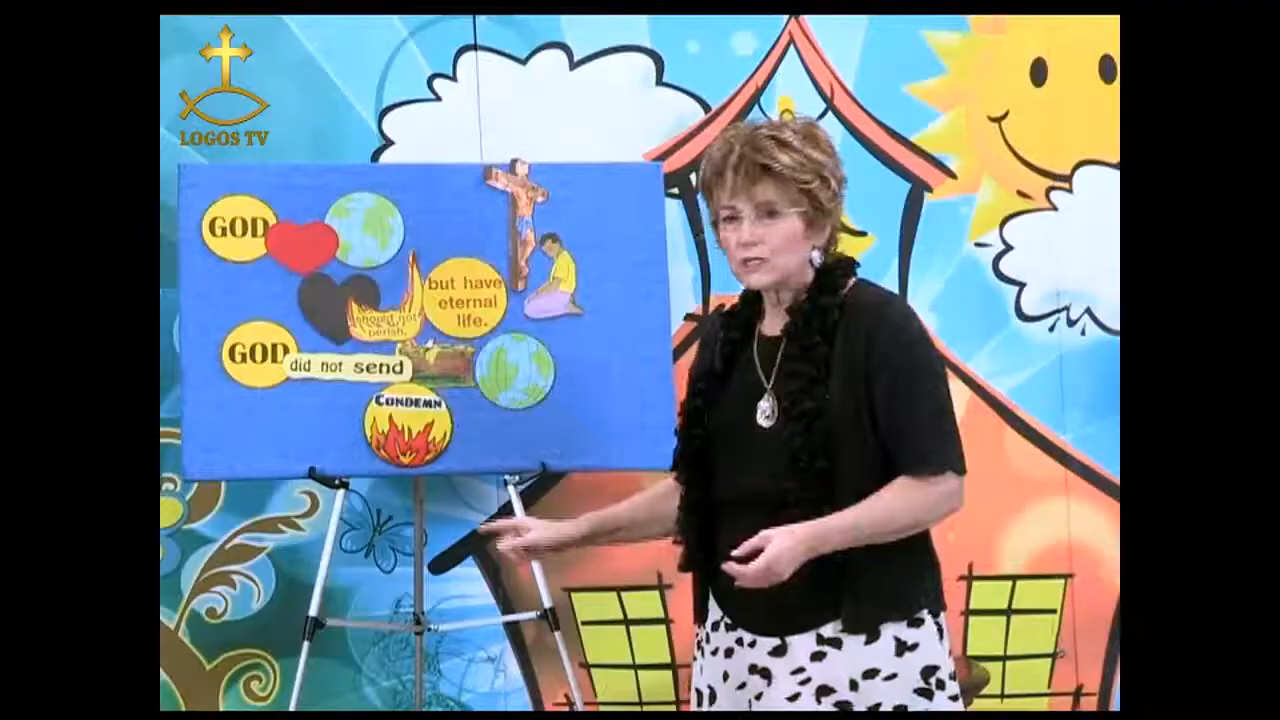 LOGOS TV
GOD
but have
eternal
life.
should not
perish.
GOD
did not send
CONDEMN